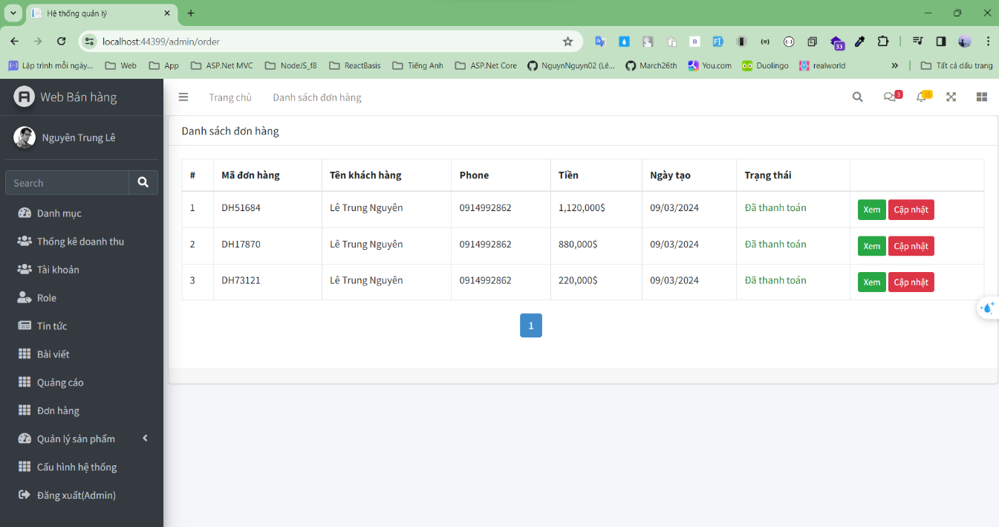 Hệ thống quản lý
localhost:44399/admin/order
33
Lập trình mỗi ngày... Web App ASP.Net MVC NodeJS_f8 ReactBasis Tiếng Anh ASP.Net Core NguynNguyn02 (Lê... March26th You.com Duolingo realworld » Tất cả dấu trang
Web Bán hàng
Trang chủ Danh sách đơn hàng 3 15
Nguyên Trung Lê
Search
Danh mục
Thống kê doanh thu
Tài khoản
Role
Tin tức
Bài viết
Quảng cáo
Đơn hàng
Quản lý sản phẩm
Cấu hình hệ thống
Đăng xuất(Admin)
Danh sách đơn hàng
# Mã đơn hàng Tên khách hàng Phone Tiền Ngày tạo Trạng thái
1 DH51684 Lê Trung Nguyên 0914992862 1,120,000$ 09/03/2024 Đã thanh toán Xem Cập nhật
2 DH17870 Lê Trung Nguyên 0914992862 880,000$ 09/03/2024 Đã thanh toán Xem Cập nhật
3 DH73121 Lê Trung Nguyên 0914992862 220,000$ 09/03/2024 Đã thanh toán Xem Cập nhật
1